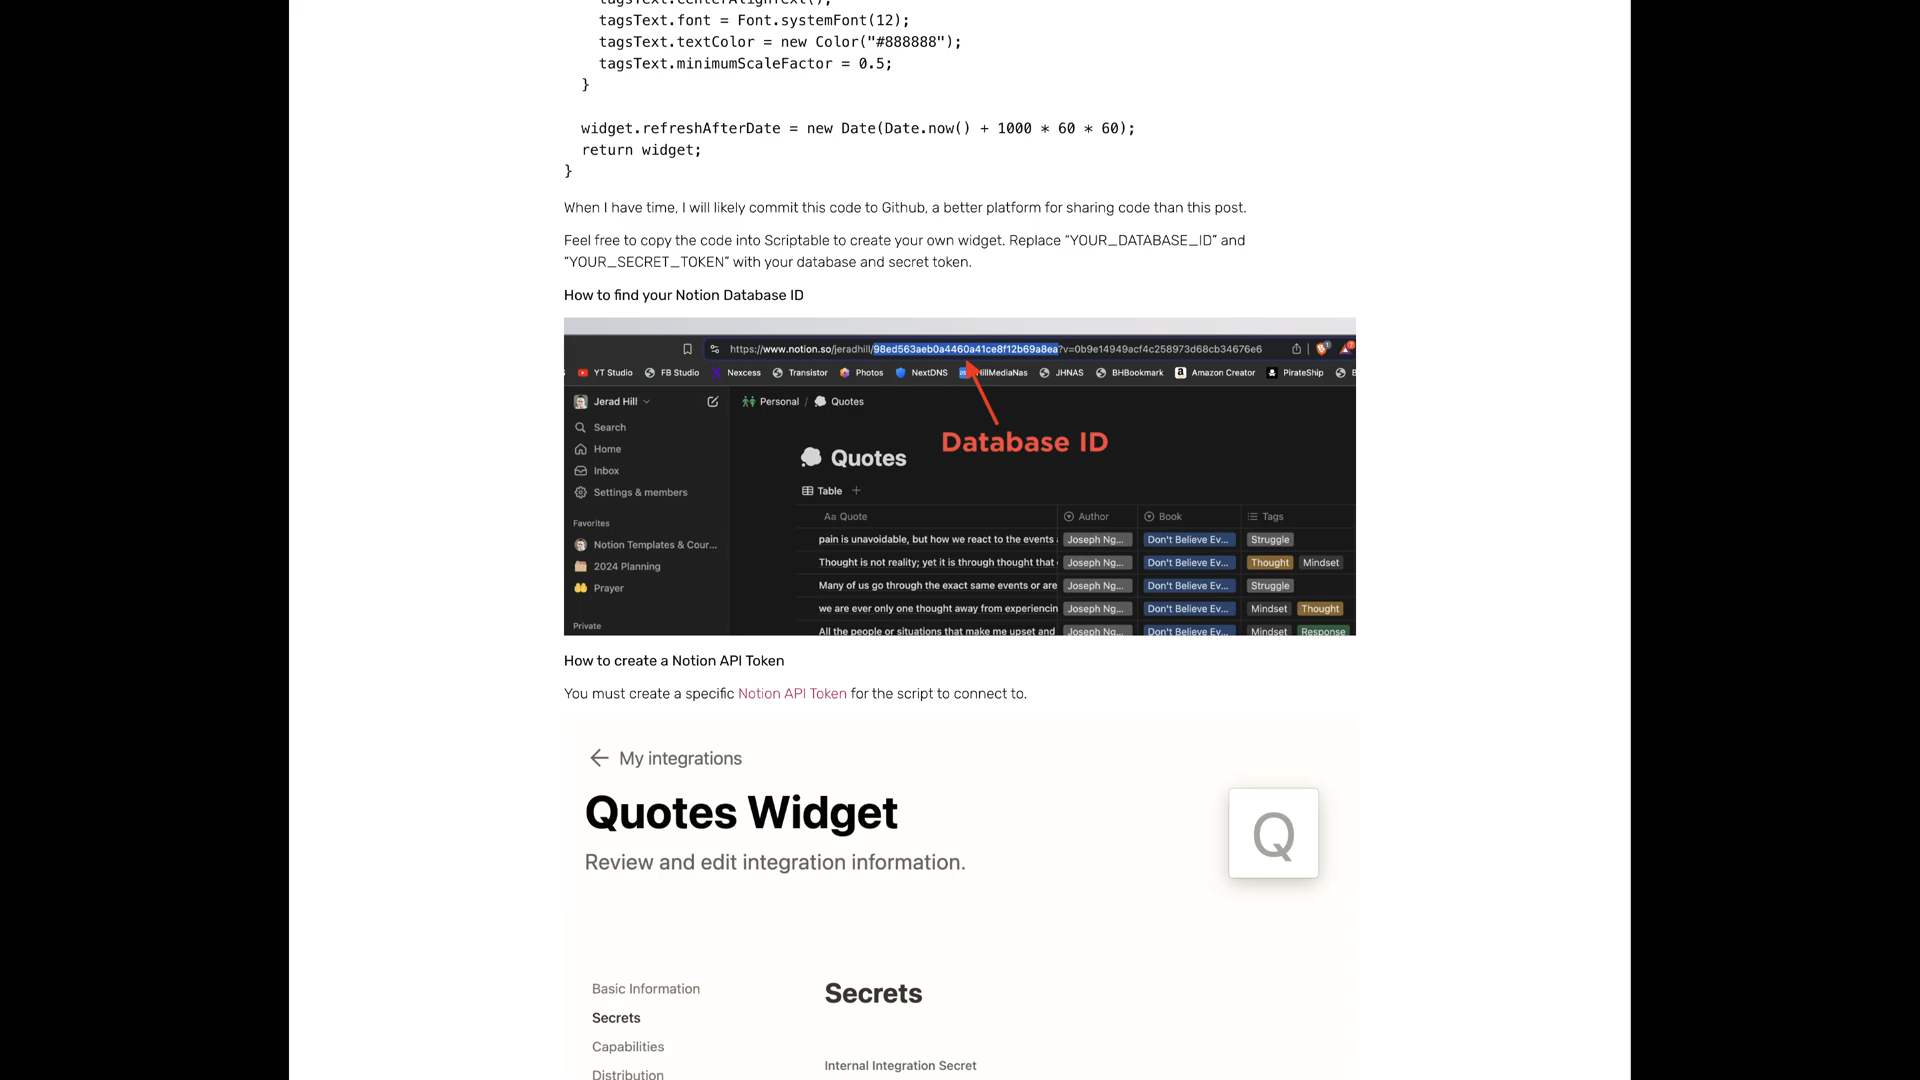 tagsText.centerAlignText();
tagsText.font = Font.systemFont(12);
tagsText.textColor = new Color("#888888");
tagsText.minimumScaleFactor = 0.5;
}
widget.refreshAfterDate = new Date(Date.now() + 1000 * 60 * 60);
return widget;
}
When I have time, I will likely commit this code to Github, a better platform for sharing code than this post.
Feel free to copy the code into Scriptable to create your own widget. Replace “YOUR_DATABASE_ID” and
“YOUR_SECRET_TOKEN” with your database and secret token.
How to find your Notion Database ID
https://www.notion.so/jeradhill/98ed563aeb0a4460a41ce8f12b69a8ea?v=0b9e14949acf4c258973d68cb34676e6
YT Studio FB Studio Nexcess Transistor Photos NextDNS HillMediaNas JHNAS BHBookmark Amazon Creator PirateShip
Jerad Hill Personal / Quotes
Search
Home
Inbox
Settings & members
Favorites
Notion Templates & Cour...
2024 Planning
Prayer
Private
Database ID
Quotes
Table +
Aa Quote Author Book Tags
pain is unavoidable, but how we react to the events Joseph Ng... Don't Believe Ev... Struggle
Thought is not reality; yet it is through thought that Joseph Ng... Don't Believe Ev... Thought Mindset
Many of us go through the exact same events or are Joseph Ng... Don't Believe Ev... Struggle
we are ever only one thought away from experiencin Joseph Ng... Don't Believe Ev... Mindset Thought
All the people or situations that make me upset and Joseph Ng... Don't Believe Ev... Mindset Response
How to create a Notion API Token
You must create a specific Notion API Token for the script to connect to.
← My integrations
Quotes Widget
Q
Review and edit integration information.
Basic Information
Secrets
Capabilities
Distribution
Secrets
Internal Integration Secret